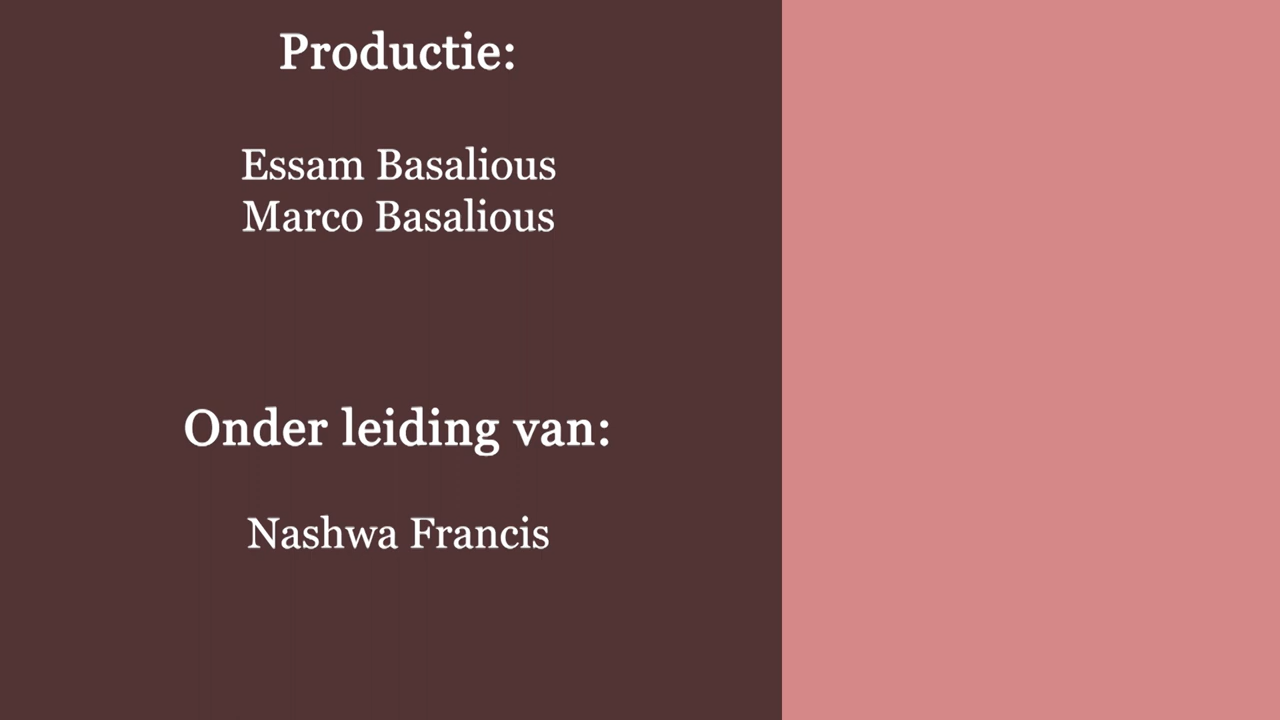 Productie:
Essam Basalious
Marco Basalious
Onder leiding van:
Nashwa Francis